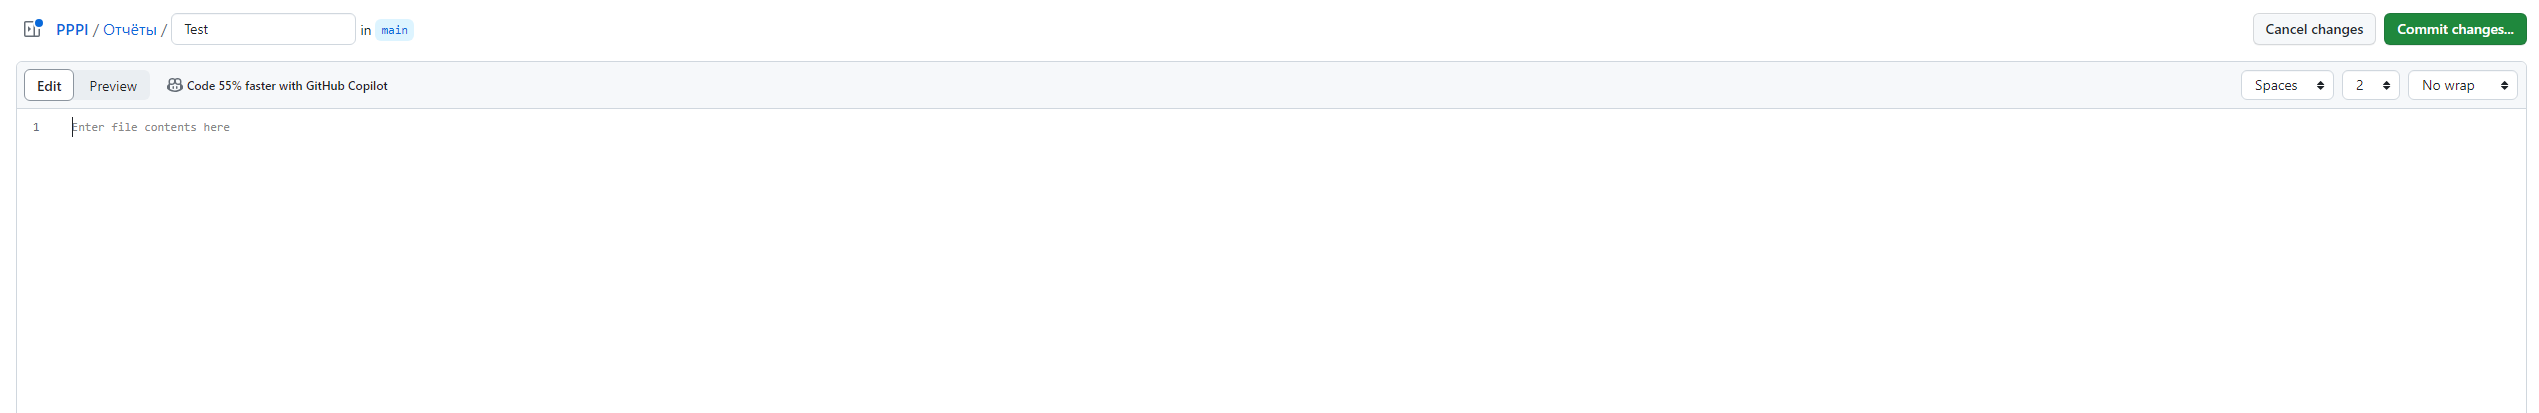 PPPI / Отчёты / Test in main Cancel changes Commit changes...
Edit Preview Code 55% faster with GitHub Copilot Spaces 2 No wrap
1 Enter file contents here